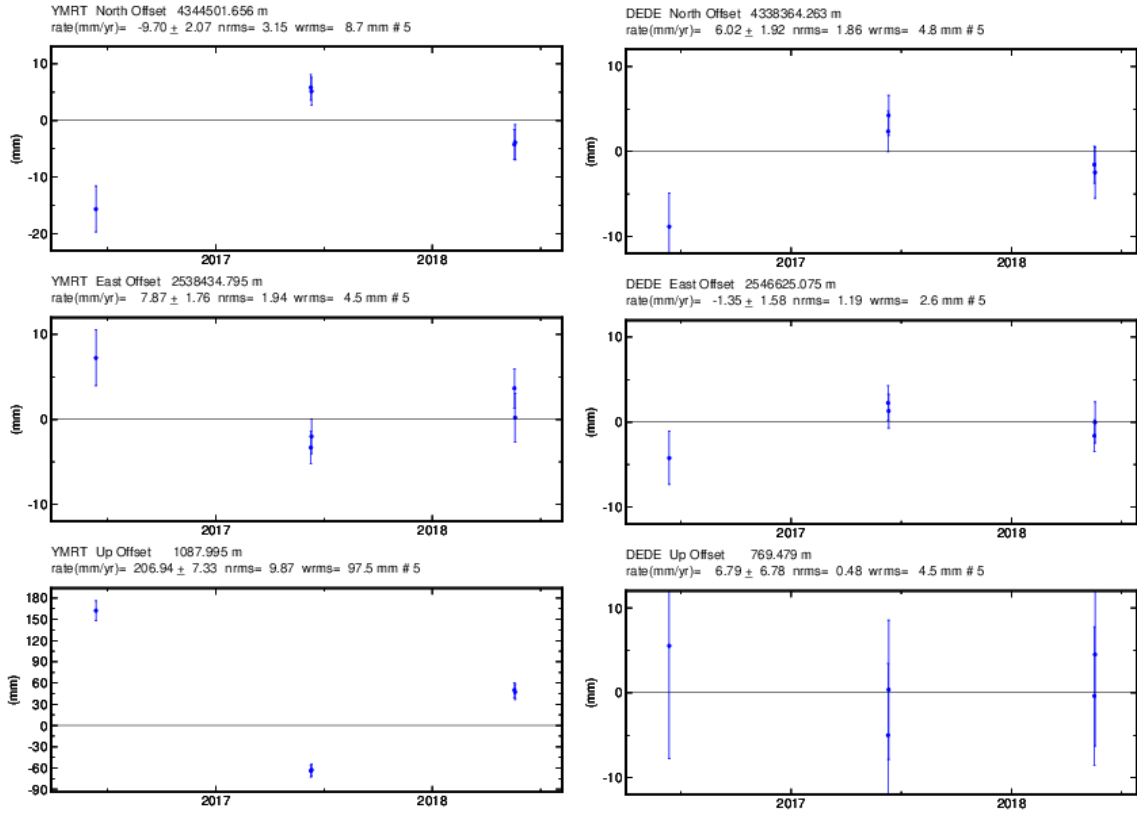 YMRT North Offset 4344501.656 m
rate(mm/yr)= -9.70 ± 2.07 nrms= 3.15 wrms= 8.7 mm # 5
10
0
-10
-20
(mm)
2017 2018
YMRT East Offset 2538434.795 m
rate(mm/yr)= 7.87 ± 1.76 nrms= 1.94 wrms= 4.5 mm # 5
10
0
-10
(mm)
2017 2018
YMRT Up Offset 1087.995 m
rate(mm/yr)= 206.94 ± 7.33 nrms= 9.87 wrms= 97.5 mm # 5
180
150
120
90
60
30
0
-30
-60
-90
(mm)
2017 2018
DEDE North Offset 4338364.263 m
rate(mm/yr)= 6.02 ± 1.92 nrms= 1.86 wrms= 4.8 mm # 5
10
0
-10
(mm)
2017 2018
DEDE East Offset 2546625.075 m
rate(mm/yr)= -1.35 ± 1.58 nrms= 1.19 wrms= 2.6 mm # 5
10
0
-10
(mm)
2017 2018
DEDE Up Offset 769.479 m
rate(mm/yr)= 6.79 ± 6.78 nrms= 0.48 wrms= 4.5 mm # 5
10
0
-10
(mm)
2017 2018